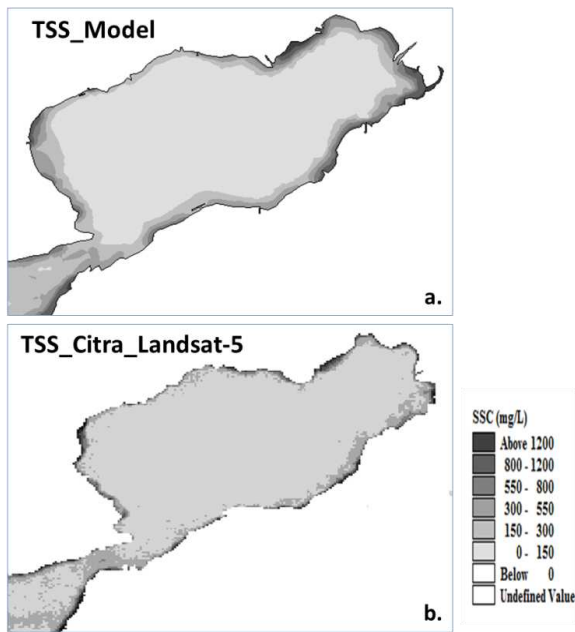 TSS_Model
a.
TSS_Citra_Landsat-5
b.
SSC (mg/L)
Above 1200
800 - 1200
550 - 800
300 - 550
150 - 300
0 - 150
Below 0
Undefined Value